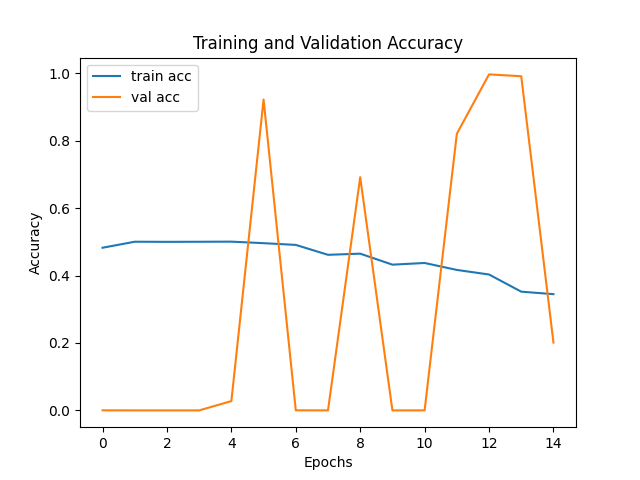 Training and Validation Accuracy
train acc
val acc
Accuracy
1.0
0.8
0.6
0.4
0.2
0.0
0 2 4 6 8 10 12 14
Epochs